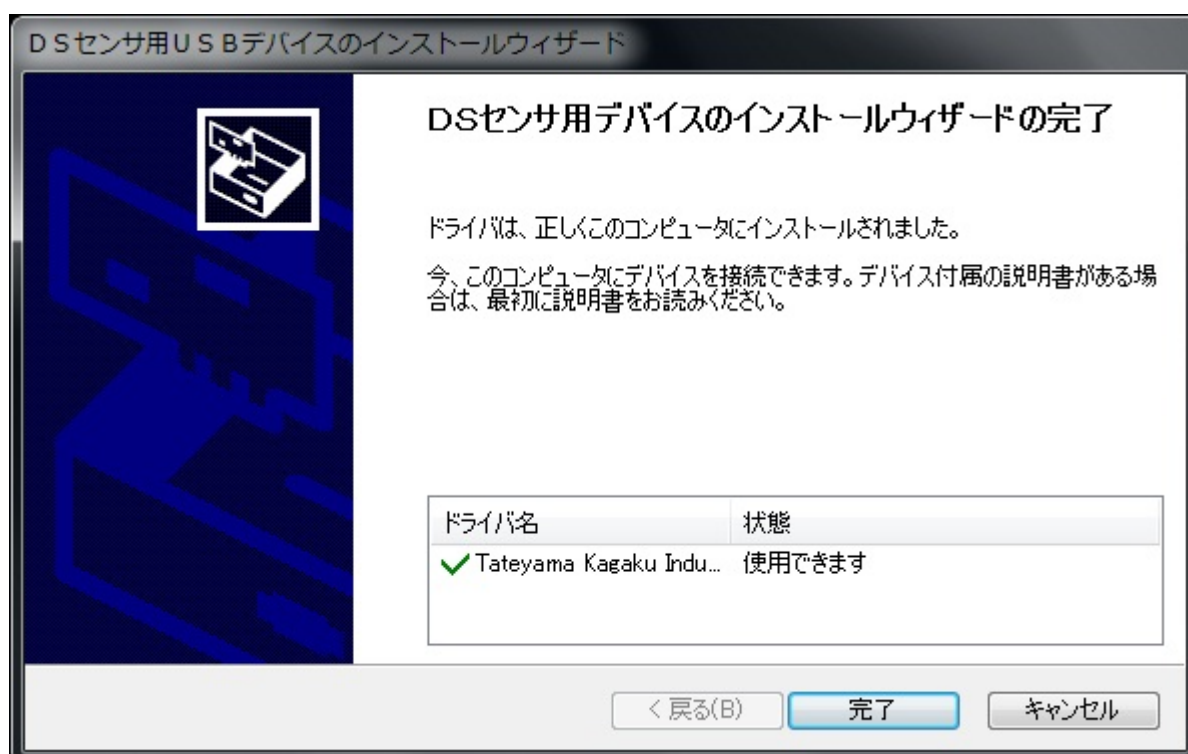 DSセンサ用USBデバイスのインストールウィザード
DSセンサ用デバイスのインストールウィザードの完了
ドライバは、正しくこのコンピュータにインストールされました。
今、このコンピュータにデバイスを接続できます。デバイス付属の説明書がある場
合は、最初に説明書をお読みください。
ドライバ名 状態
Tateyama Kagaku Indu... 使用できます
< 戻る(B) 完了 キャンセル